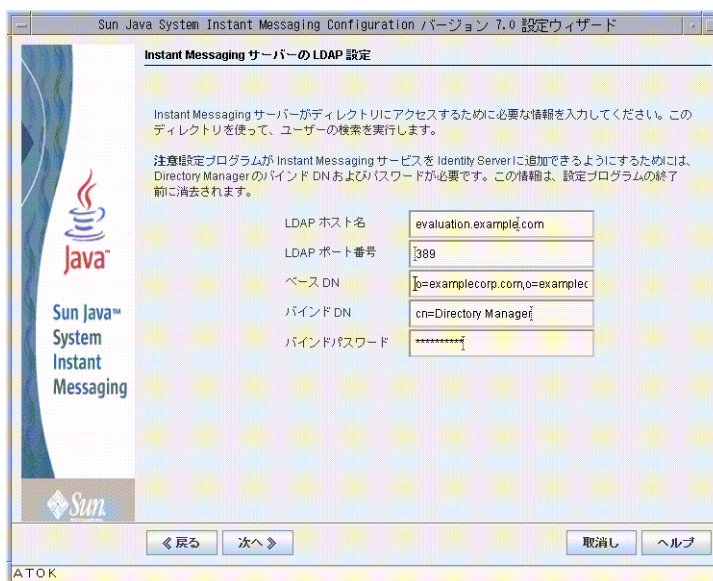 Sun Java System Instant Messaging Configuration バージョン 7.0 設定ウィザード
Instant Messaging サーバーの LDAP 設定
Instant Messaging サーバーがディレクトリにアクセスするために必要な情報を入力してください。この
ディレクトリを使って、ユーザーの検索を実行します。
注意!設定プログラムが Instant Messaging サービスを Identity Serverに追加できるようにするためには、
Directory Manager のバインド DN およびパスワードが必要です。この情報は、設定プログラムの終了
前に消去されます。
LDAP ホスト名
evaluation.example.com
LDAP ポート番号
389
ベース DN
o=examplecorp.com,o=examplec
バインド DN
cn=Directory Manager
バインドパスワード
**********
Java™
Sun Java™
System
Instant
Messaging
Sun
戻る
次へ
取消し
ヘルプ
ATOK